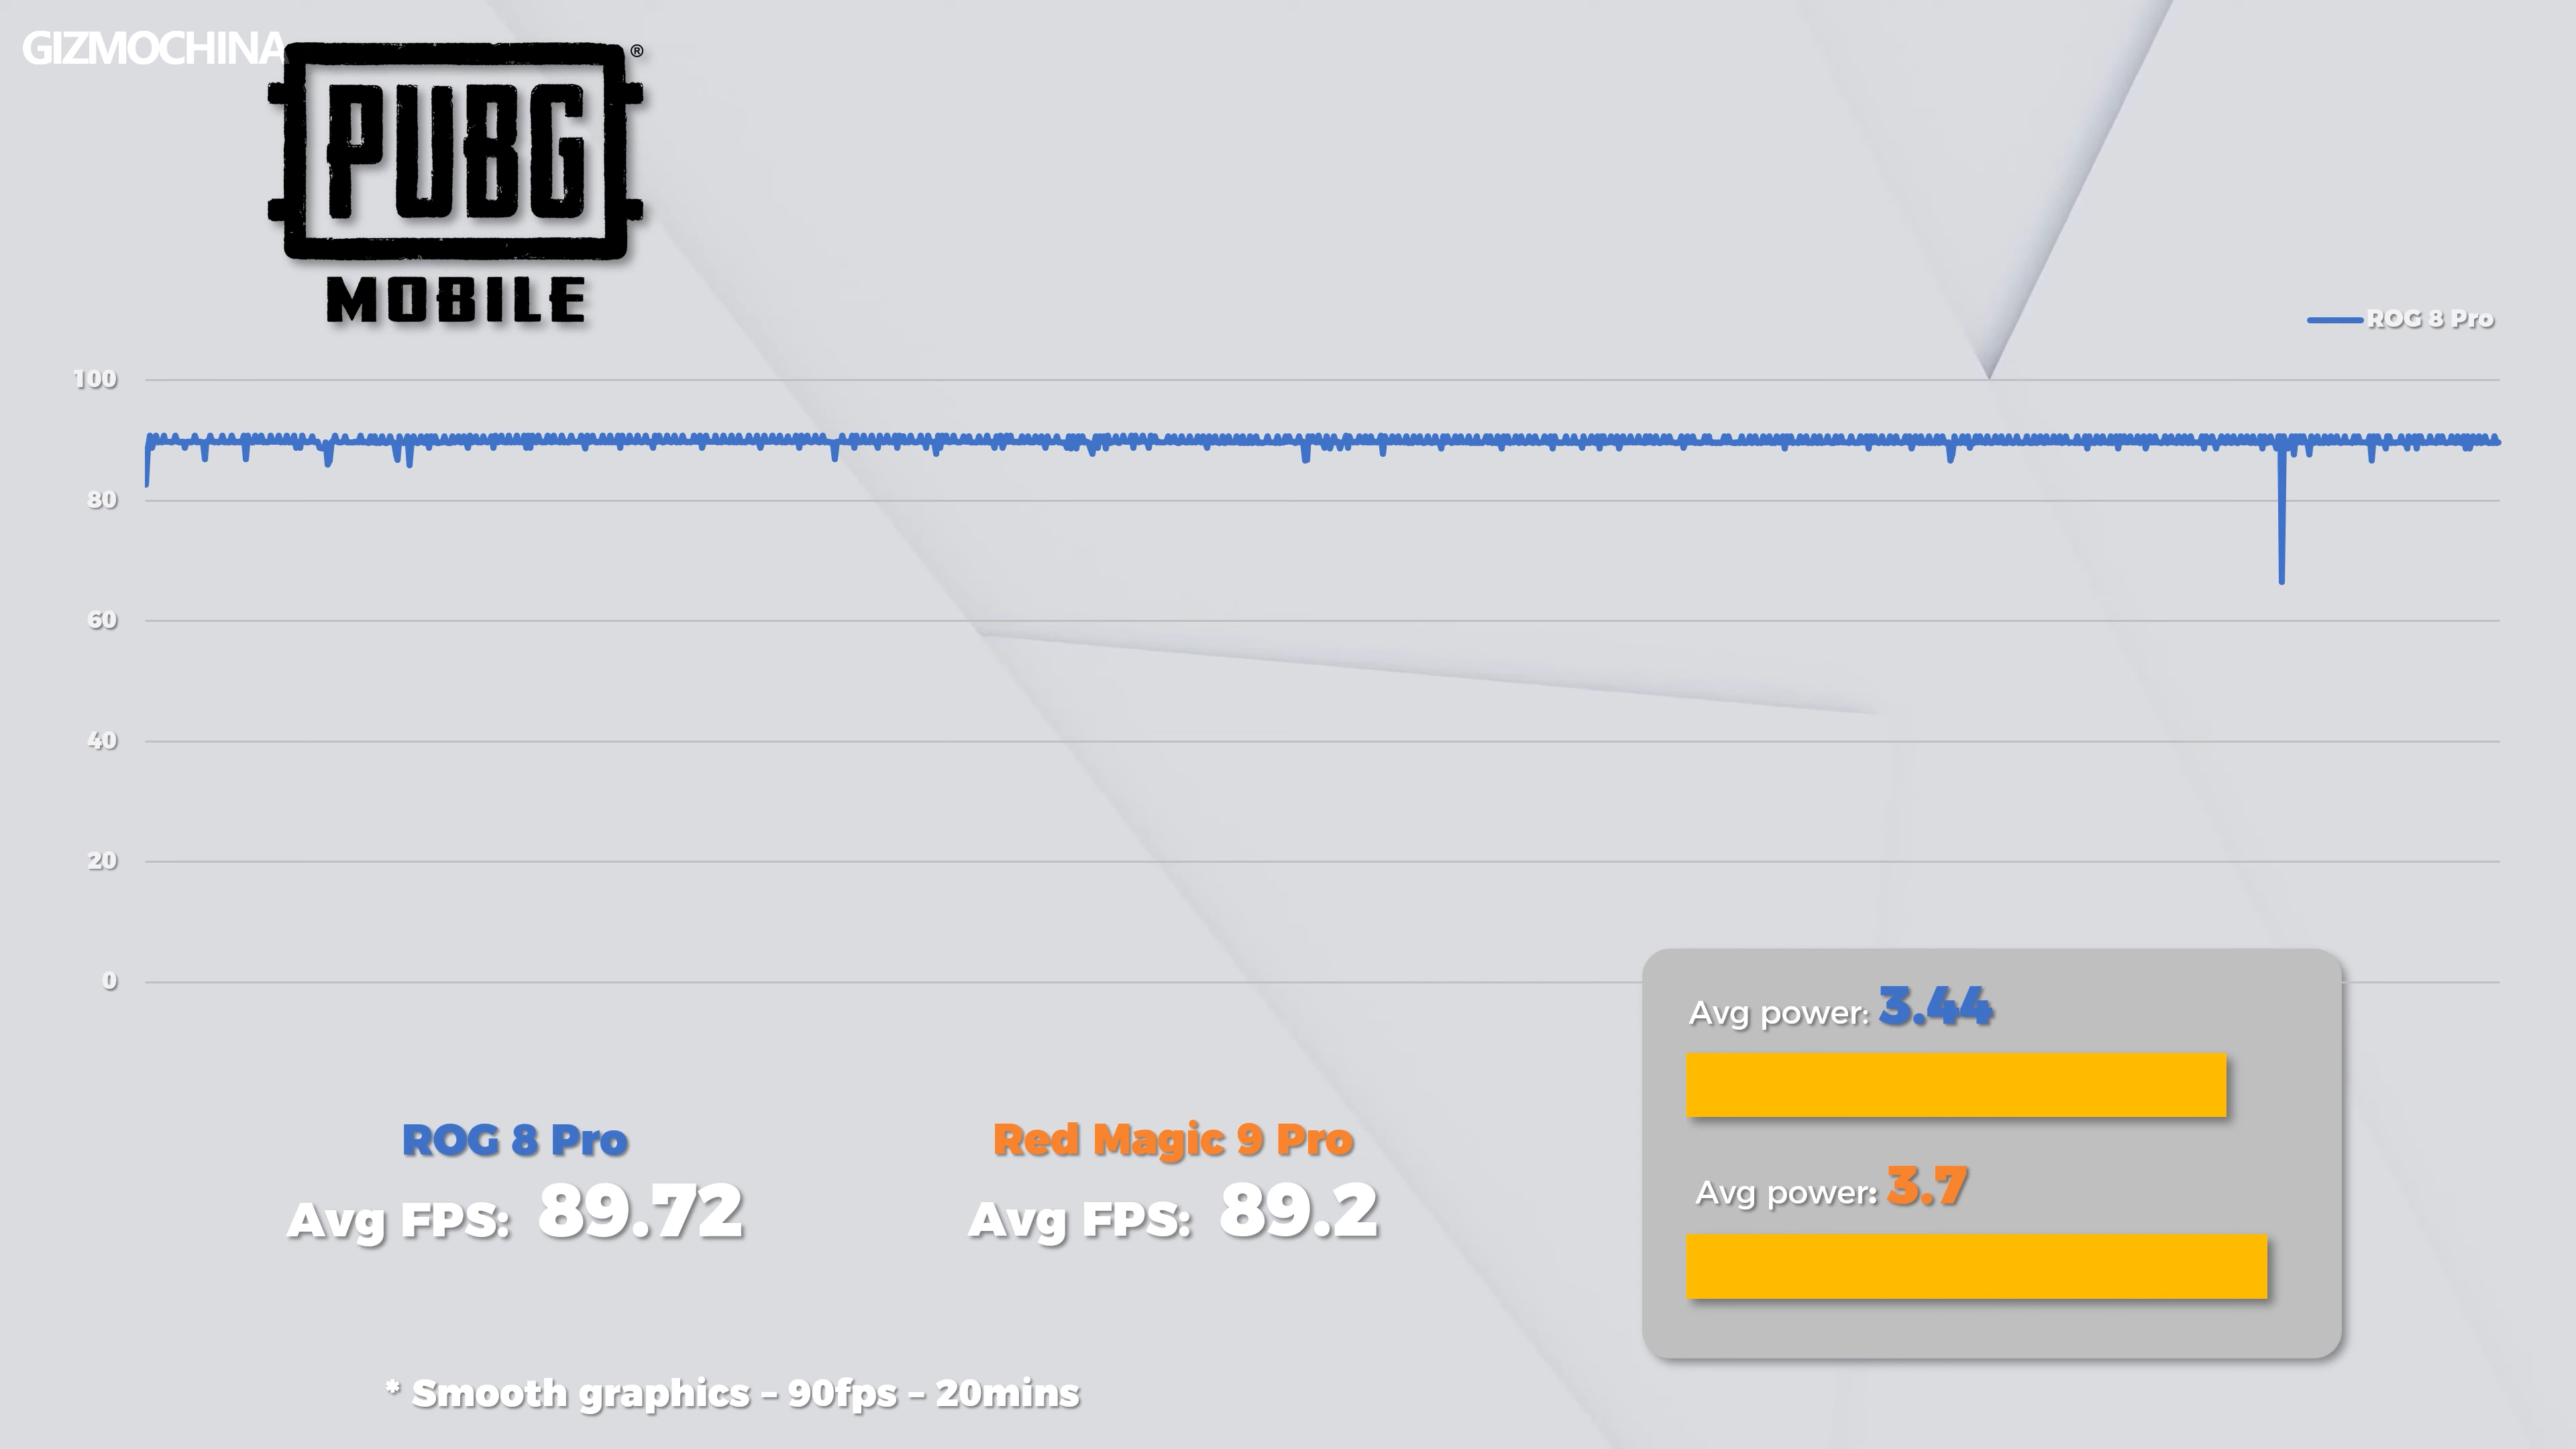 GIZMOCHINA
PUBG®
MOBILE
ROG 8 Pro
100
80
60
40
20
0
Avg power: 3.44
Avg power: 3.7
ROG 8 Pro
Avg FPS: 89.72
Red Magic 9 Pro
Avg FPS: 89.2
* Smooth graphics – 90fps – 20mins